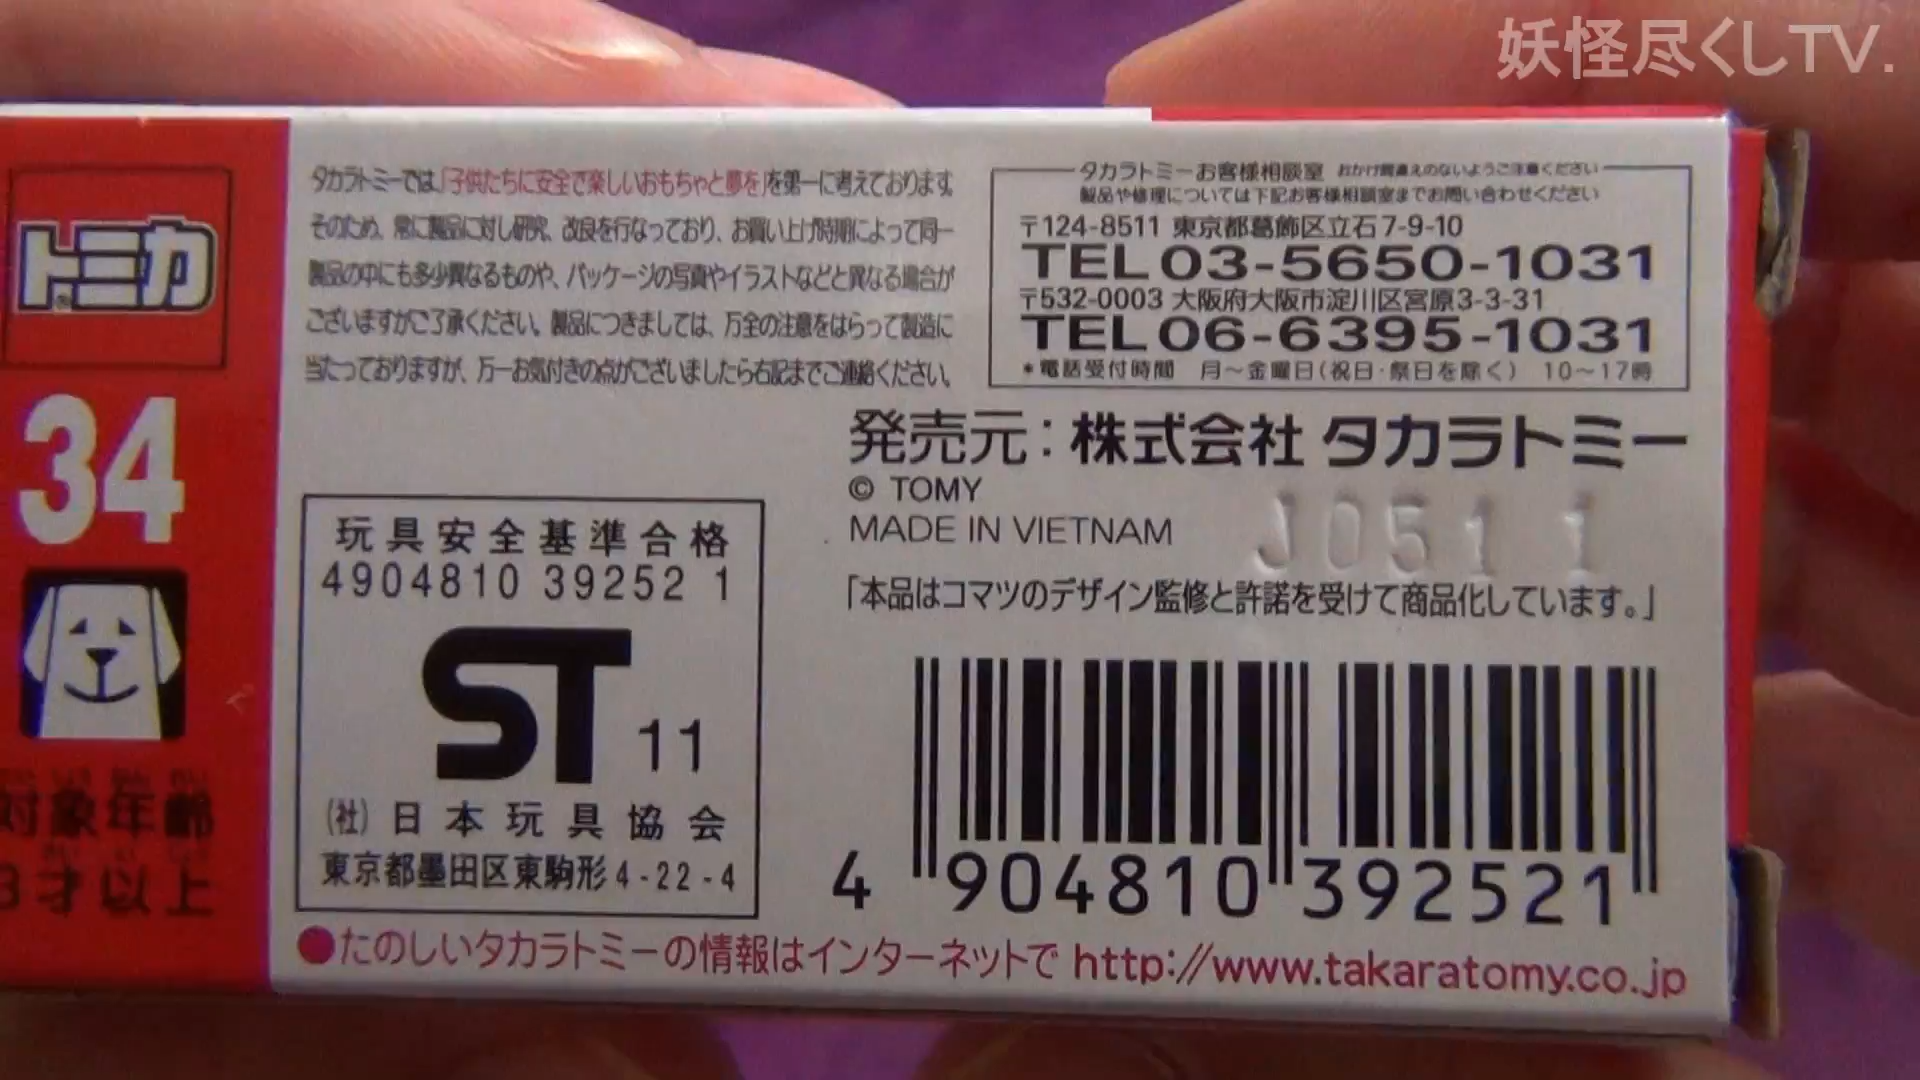 妖怪尽くしTV.
トミカ
34
対象年齢
3才以上
タカラトミーでは、「子供たちに安全で楽しいおもちゃと夢を」を第一に考えております。
そのため、常に製品に対し研究、改良を行なっており、お買い上げ時期によって同一
製品の中にも多少異なるものや、パッケージの写真やイラストなどと異なる場合が
ございますがご了承ください。製品につきましては、万全の注意をはらって製造に
当たっておりますが、万一お気付きの点がございましたら右記までご連絡ください。
タカラトミーお客様相談室 おかけ間違えのないようご注意ください
製品や修理については下記お客様相談室までお問い合わせください
〒124-8511 東京都葛飾区立石7-9-10
TEL03-5650-1031
〒532-0003 大阪府大阪市淀川区宮原3-3-31
TEL06-6395-1031
*電話受付時間 月〜金曜日(祝日・祭日を除く) 10〜17時
発売元:株式会社 タカラトミー
© TOMY
MADE IN VIETNAM
J0511 1
「本品はコマツのデザイン監修と許諾を受けて商品化しています。」
玩具安全基準合格
4904810 39252 1
ST 11
(社)日本玩具協会
東京都墨田区東駒形4-22-4
4 904810 392521
●たのしいタカラトミーの情報はインターネットで http://www.takaratomy.co.jp